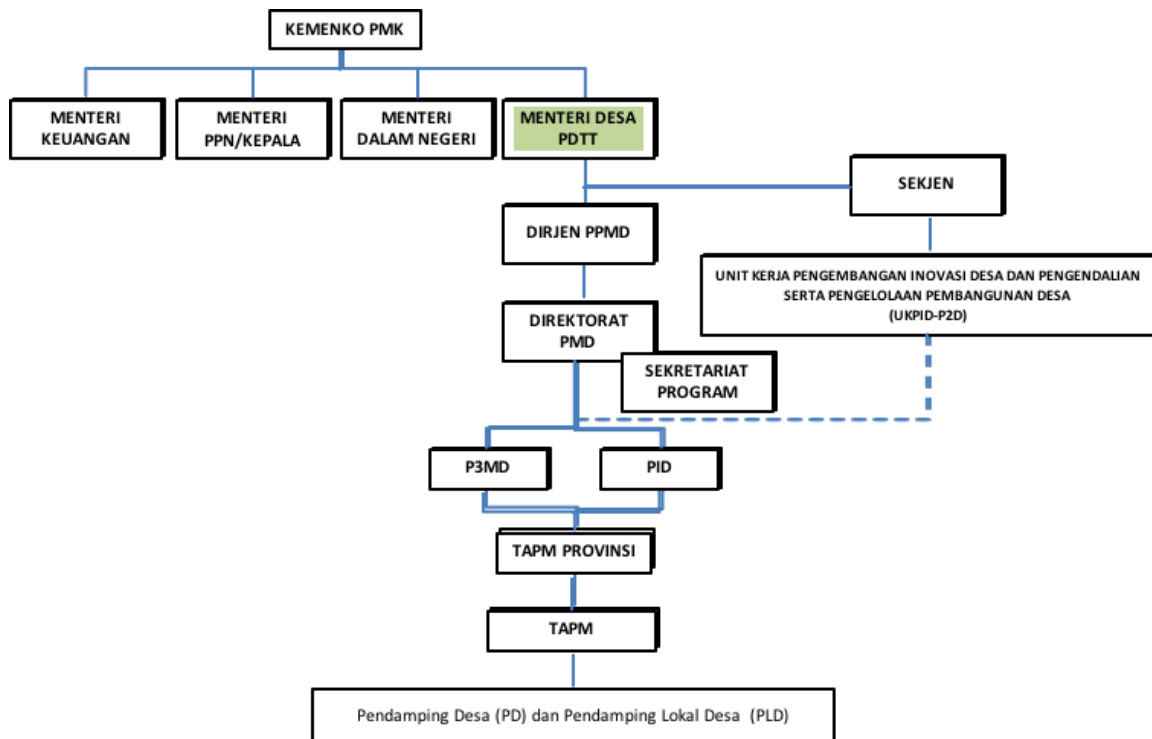 KEMENKO PMK
MENTERI
KEUANGAN
MENTERI
PPN/KEPALA
MENTERI
DALAM NEGERI
MENTERI DESA
PDTT
SEKJEN
DIRJEN PPMD
UNIT KERJA PENGEMBANGAN INOVASI DESA DAN PENGENDALIAN
SERTA PENGELOLAAN PEMBANGUNAN DESA
(UKPID-P2D)
DIREKTORAT
PMD
SEKRETARIAT
PROGRAM
P3MD
PID
TAPM PROVINSI
TAPM
Pendamping Desa (PD) dan Pendamping Lokal Desa (PLD)